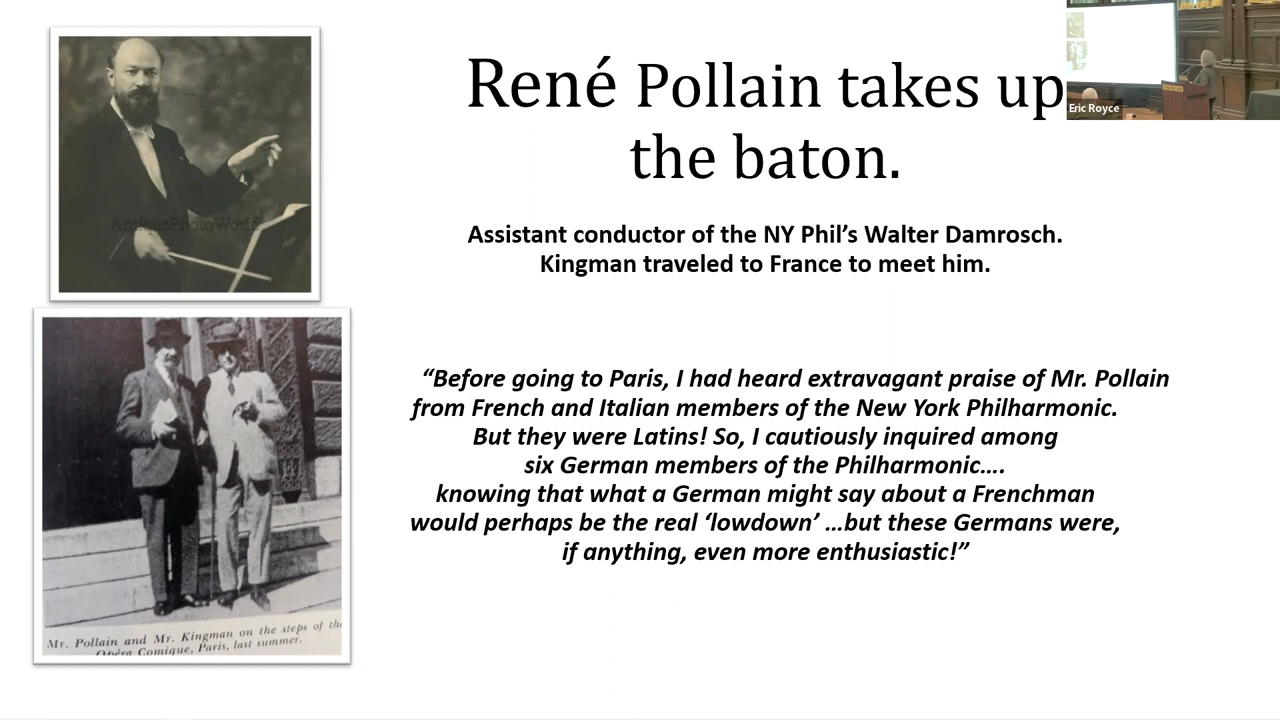 René Pollain takes up
the baton.
Eric Royce
Assistant conductor of the NY Phil’s Walter Damrosch.
Kingman traveled to France to meet him.
“Before going to Paris, I had heard extravagant praise of Mr. Pollain
from French and Italian members of the New York Philharmonic.
But they were Latins! So, I cautiously inquired among
six German members of the Philharmonic….
knowing that what a German might say about a Frenchman
would perhaps be the real ‘lowdown’ …but these Germans were,
if anything, even more enthusiastic!”
AntiquePhotoWorld
Mr. Pollain and Mr. Kingman on the steps of the
Opéra Comique, Paris, last summer.